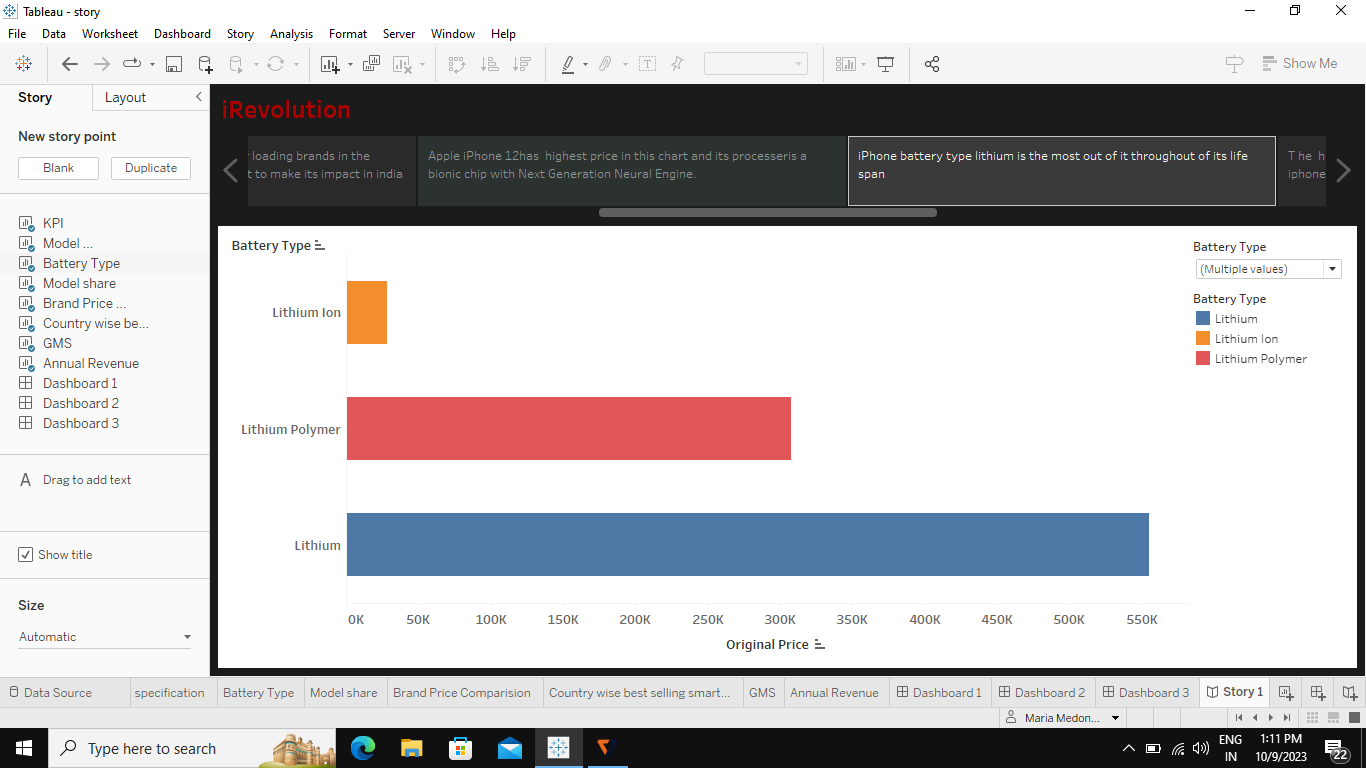 Tableau - story
File Data Worksheet Dashboard Story Analysis Format Server Window Help
Show Me
Story Layout
New story point
Blank Duplicate
KPI
Model ...
Battery Type
Model share
Brand Price ...
Country wise be...
GMS
Annual Revenue
Dashboard 1
Dashboard 2
Dashboard 3
A Drag to add text
Show title
Size
Automatic
iRevolution
loading brands in the
t to make its impact in india
Apple iPhone 12has highest price in this chart and its processeris a
bionic chip with Next Generation Neural Engine.
iPhone battery type lithium is the most out of it throughout of its life
span
The h
iphone
Battery Type
Lithium Ion
Lithium Polymer
Lithium
0K 50K 100K 150K 200K 250K 300K 350K 400K 450K 500K 550K
Original Price
Battery Type
(Multiple values)
Battery Type
Lithium
Lithium Ion
Lithium Polymer
Data Source specification Battery Type Model share Brand Price Comparision Country wise best selling smart... GMS Annual Revenue Dashboard 1 Dashboard 2 Dashboard 3 Story 1
Maria Medon...
Type here to search
ENG
IN
1:11 PM
10/9/2023
22